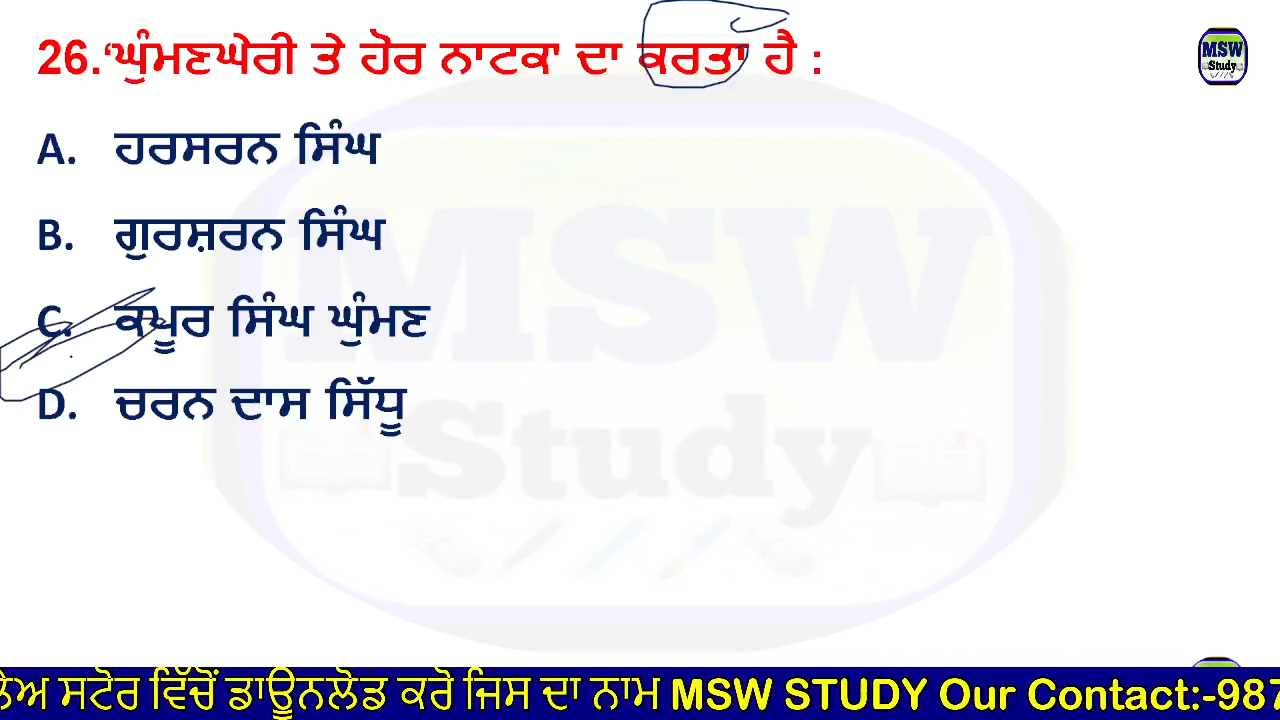 26.‘ਘੁੰਮਣਘੇਰੀ ਤੇ ਹੋਰ ਨਾਟਕਾ ਦਾ ਕਰਤਾ ਹੈ :
MSW
Study
A. ਹਰਸਰਨ ਸਿੰਘ
B. ਗੁਰਸ਼ਰਨ ਸਿੰਘ
C. ਕਪੂਰ ਸਿੰਘ ਘੁੰਮਣ
D. ਚਰਨ ਦਾਸ ਸਿੱਧੂ
MSW
Study
ਸਟੋਰ ਵਿੱਚੋਂ ਡਾਊਨਲੋਡ ਕਰੋ ਜਿਸ ਦਾ ਨਾਮ MSW STUDY Our Contact:-987